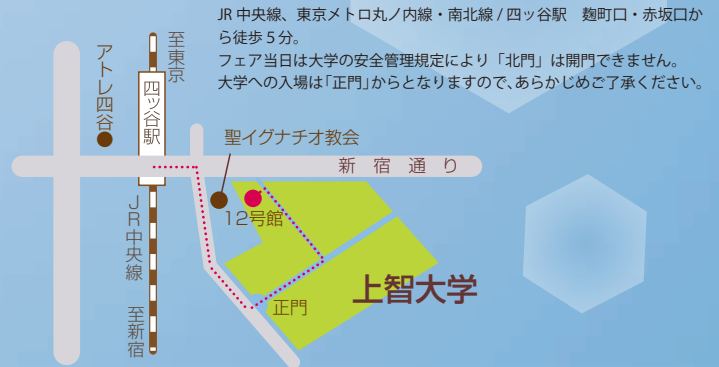 JR 中央線、東京メトロ丸ノ内線・南北線 / 四ッ谷駅　麴町口・赤坂口か
ら徒歩 5 分。
フェア当日は大学の安全管理規定により「北門」は開門できません。
大学への入場は「正門」からとなりますので、あらかじめご了承ください。
至東京
アトレ四谷
四ッ谷駅
聖イグナチオ教会
新宿通り
12号館
JR中央線
上智大学
正門
至新宿